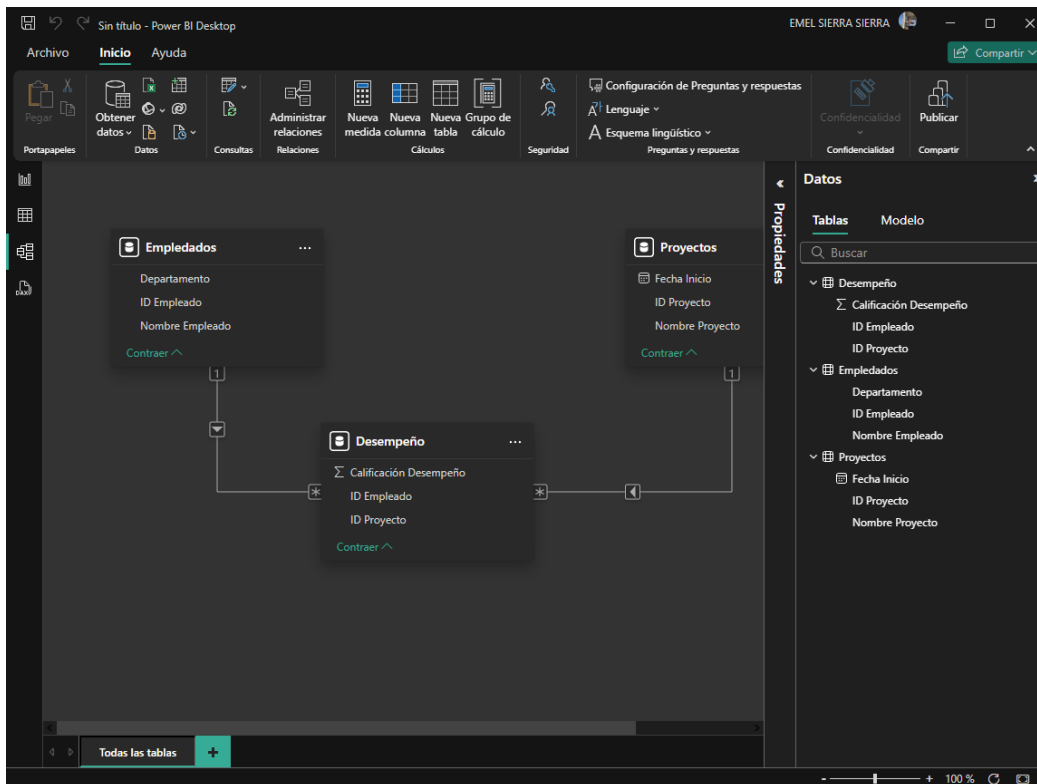 Sin título - Power BI Desktop
EMEL SIERRA SIERRA
Archivo
Inicio
Ayuda
Compartir
Pegar
Obtener
datos
Administrar
relaciones
Nueva
medida
Nueva
columna
Nueva
tabla
Grupo de
cálculo
Configuración de Preguntas y respuestas
Lenguaje
Esquema lingüístico
Confidencialidad
Publicar
Portapapeles
Datos
Consultas
Relaciones
Cálculos
Seguridad
Preguntas y respuestas
Confidencialidad
Compartir
DAX
Empledados
Departamento
ID Empleado
Nombre Empleado
Contraer
1
Proyectos
Fecha Inicio
ID Proyecto
Nombre Proyecto
Contraer
1
Desempeño
Calificación Desempeño
ID Empleado
ID Proyecto
Contraer
*
*
Propiedades
Datos
Tablas
Modelo
Buscar
Desempeño
Calificación Desempeño
ID Empleado
ID Proyecto
Empledados
Departamento
ID Empleado
Nombre Empleado
Proyectos
Fecha Inicio
ID Proyecto
Nombre Proyecto
Todas las tablas
+
- + 100 %